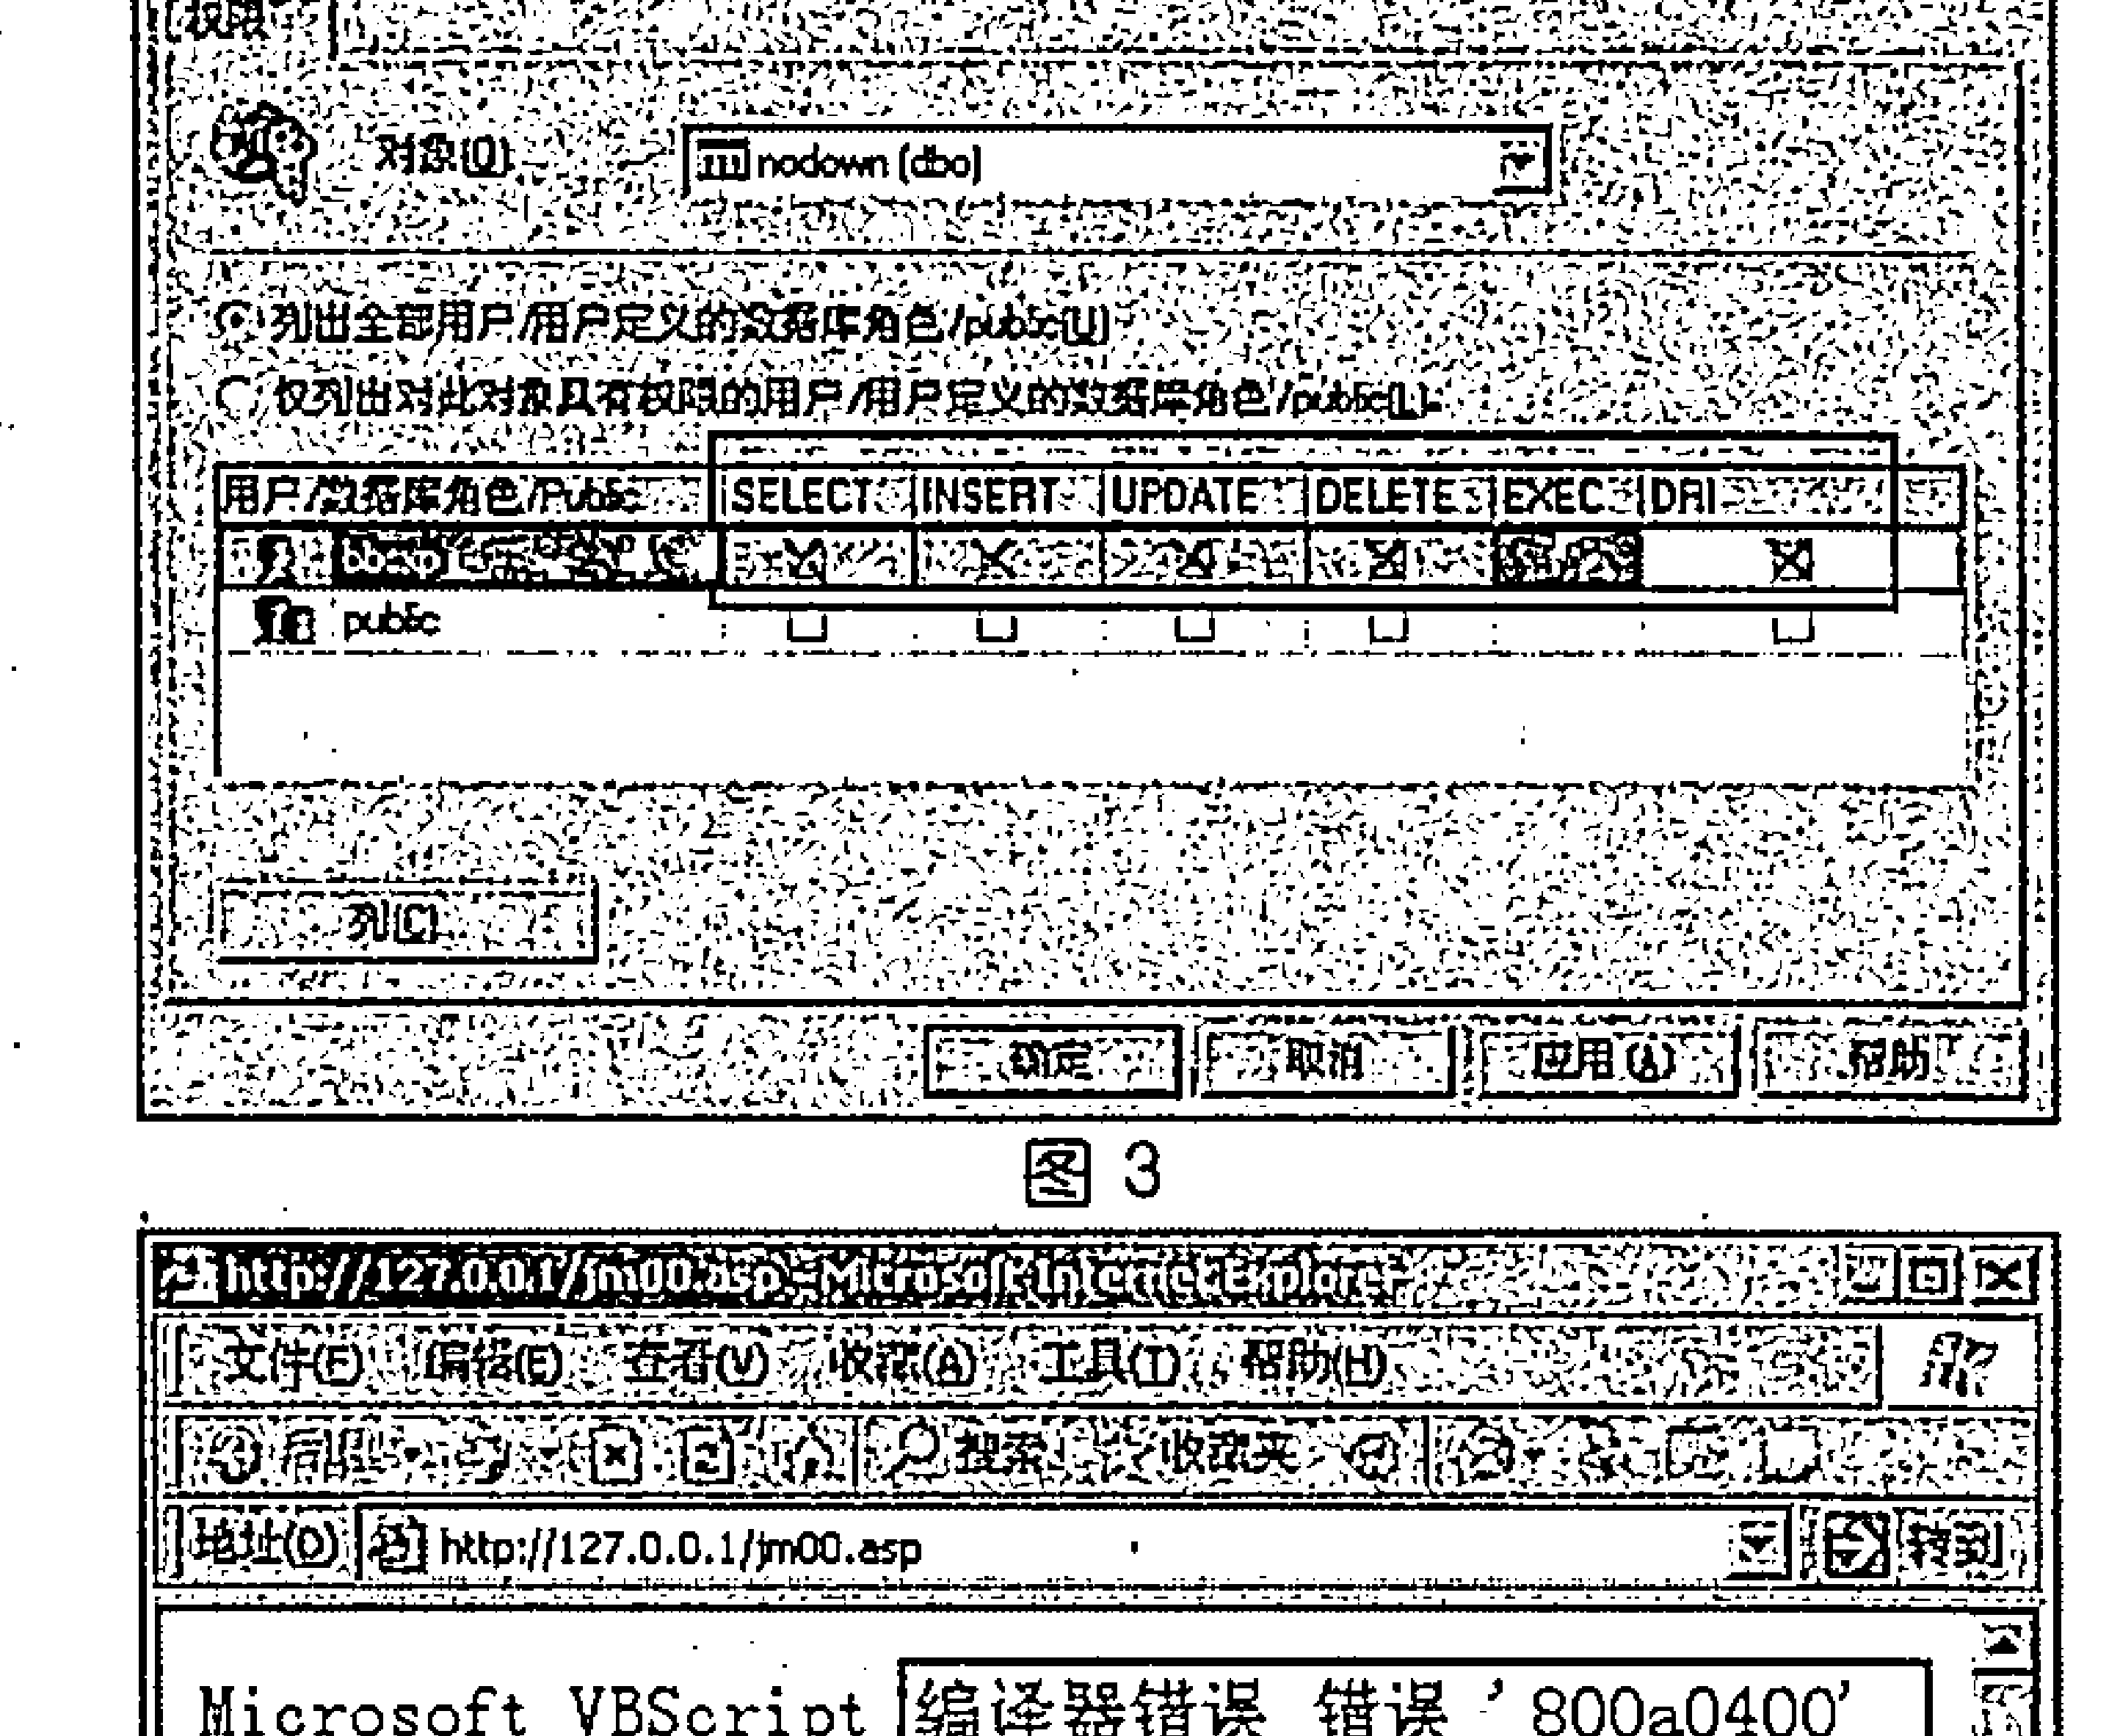 权限
对象(O) nodown (dbo)
列出全部用户/用户定义的数据库角色/public(U)
仅列出对此对象具有权限的用户/用户定义的数据库角色/public(L)
用户/数据库角色/Public SELECT INSERT UPDATE DELETE EXEC DRI
public
列(C)
确定 取消 应用(A) 帮助
图 3
http://127.0.0.1/jm00.asp - Microsoft Internet Explorer
文件(F) 编辑(E) 查看(V) 收藏(A) 工具(T) 帮助(H)
后退 搜索 收藏夹
地址(D) http://127.0.0.1/jm00.asp 转到
Microsoft VBScript 编译器错误 错误 '800a0400'